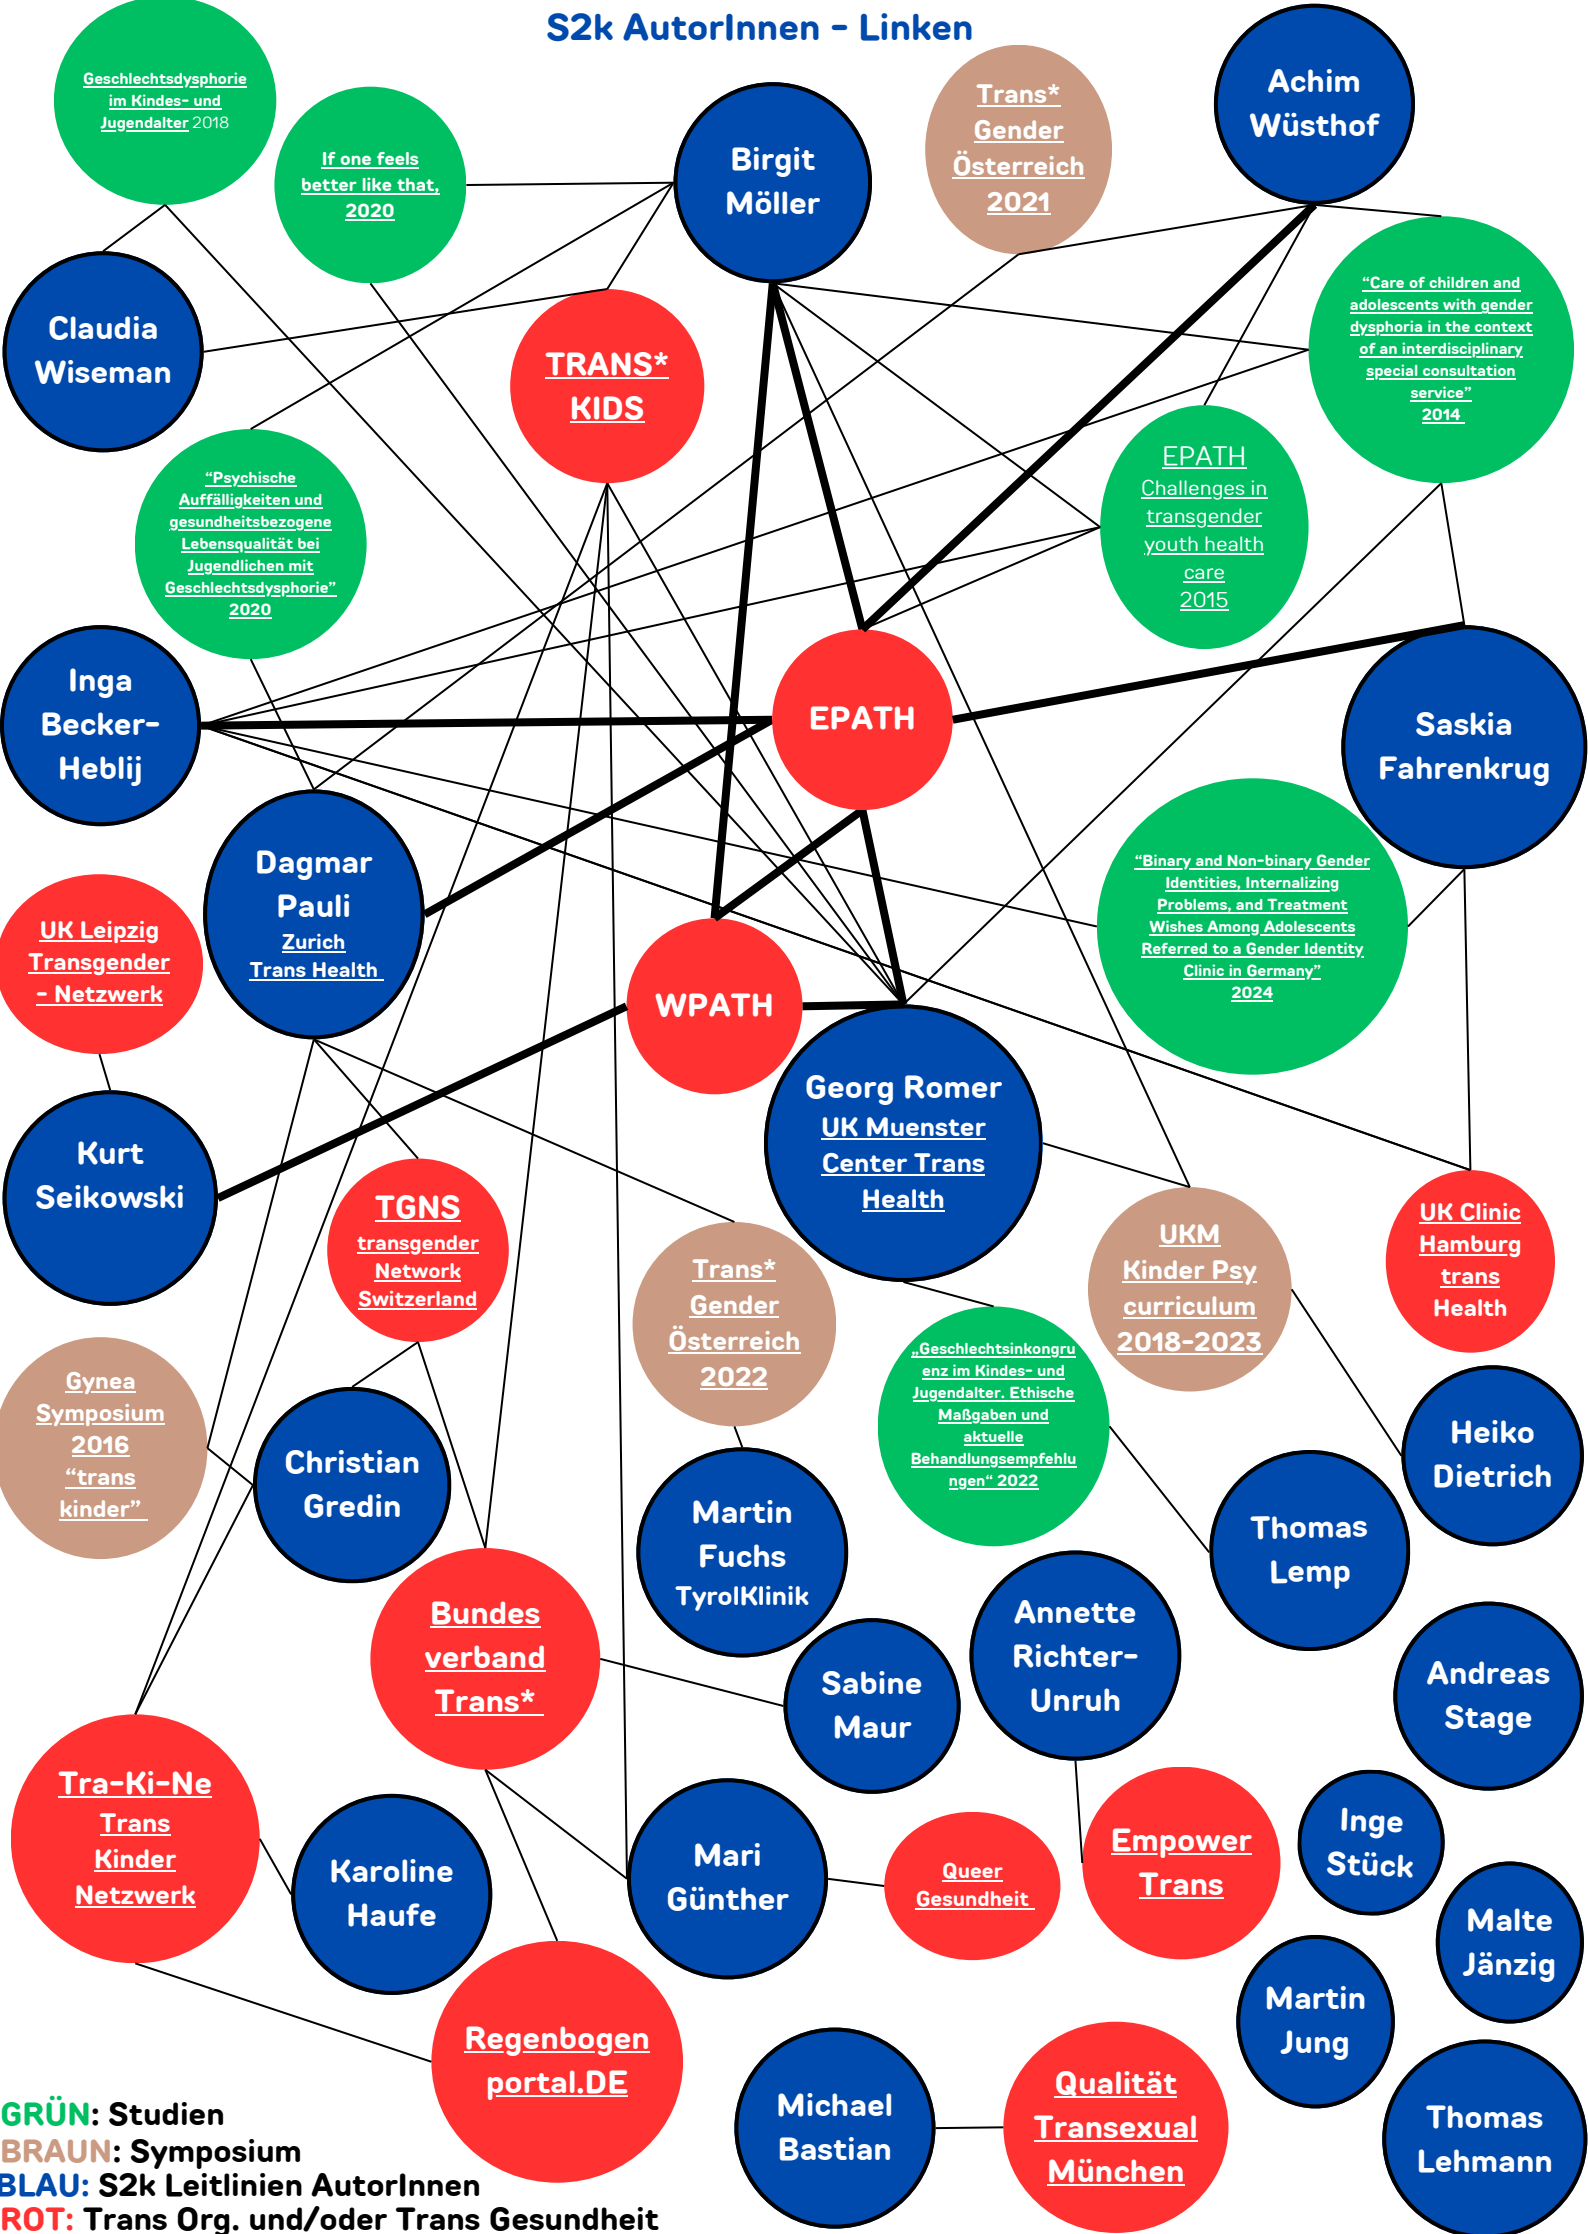 S2k AutorInnen - Linken
Geschlechtsdysphorie
im Kindes- und
Jugendalter 2018
If one feels
better like that,
2020
Birgit
Möller
Trans*
Gender
Österreich
2021
Achim
Wüsthof
Claudia
Wiseman
TRANS*
KIDS
"Care of children and
adolescents with gender
dysphoria in the context
of an interdisciplinary
special consultation
service"
2014
"Psychische
Auffälligkeiten und
gesundheitsbezogene
Lebensqualität bei
Jugendlichen mit
Geschlechtsdysphorie"
2020
EPATH
Challenges in
transgender
youth health
care
2015
Inga
Becker-
Heblij
EPATH
Saskia
Fahrenkrug
Dagmar
Pauli
Zurich
Trans Health
"Binary and Non-binary Gender
Identities, Internalizing
Problems, and Treatment
Wishes Among Adolescents
Referred to a Gender Identity
Clinic in Germany"
2024
UK Leipzig
Transgender
- Netzwerk
WPATH
Georg Romer
UK Muenster
Center Trans
Health
Kurt
Seikowski
TGNS
transgender
Network
Switzerland
Trans*
Gender
Österreich
2022
UKM
Kinder Psy
curriculum
2018-2023
UK Clinic
Hamburg
trans
Health
Gynea
Symposium
2016
"trans
kinder"
Christian
Gredin
Martin
Fuchs
TyrolKlinik
„Geschlechtsinkongru
enz im Kindes- und
Jugendalter. Ethische
Maßgaben und
aktuelle
Behandlungsempfehlu
ngen“ 2022
Heiko
Dietrich
Thomas
Lemp
Bundes
verband
Trans*
Sabine
Maur
Annette
Richter-
Unruh
Andreas
Stage
Tra-Ki-Ne
Trans
Kinder
Netzwerk
Karoline
Haufe
Mari
Günther
Queer
Gesundheit
Empower
Trans
Inge
Stück
Malte
Jänzig
Martin
Jung
Regenbogen
portal.DE
Michael
Bastian
Qualität
Transexual
München
Thomas
Lehmann
GRÜN: Studien
BRAUN: Symposium
BLAU: S2k Leitlinien AutorInnen
ROT: Trans Org. und/oder Trans Gesundheit